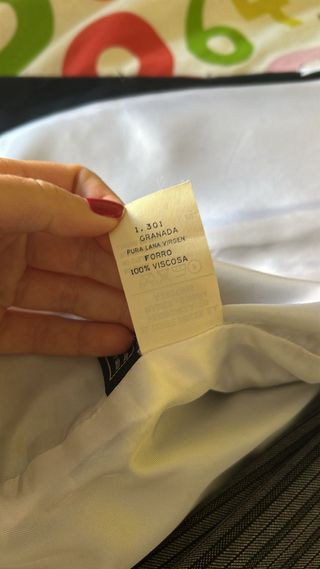 1.301
GRANADA
PURA LANA VIRGEN
FORRO
100% VISCOSA